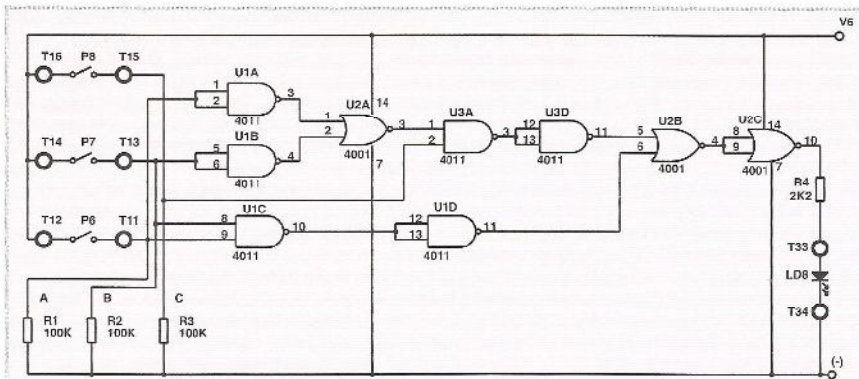 V6
T16 P8 T15
U1A
1
2
3
4011
U2A
14
1
2
3
4001
7
U3A
1
2
3
4011
U3D
12
13
11
4011
U2B
5
6
4
4001
U2C
14
8
9
10
4001
7
T14 P7 T13
U1B
5
6
4
4011
T12 P6 T11
U1C
8
9
10
4011
U1D
12
13
11
4011
R4
2K2
T33
LD8
T34
A B C
R1
100K
R2
100K
R3
100K
(-)